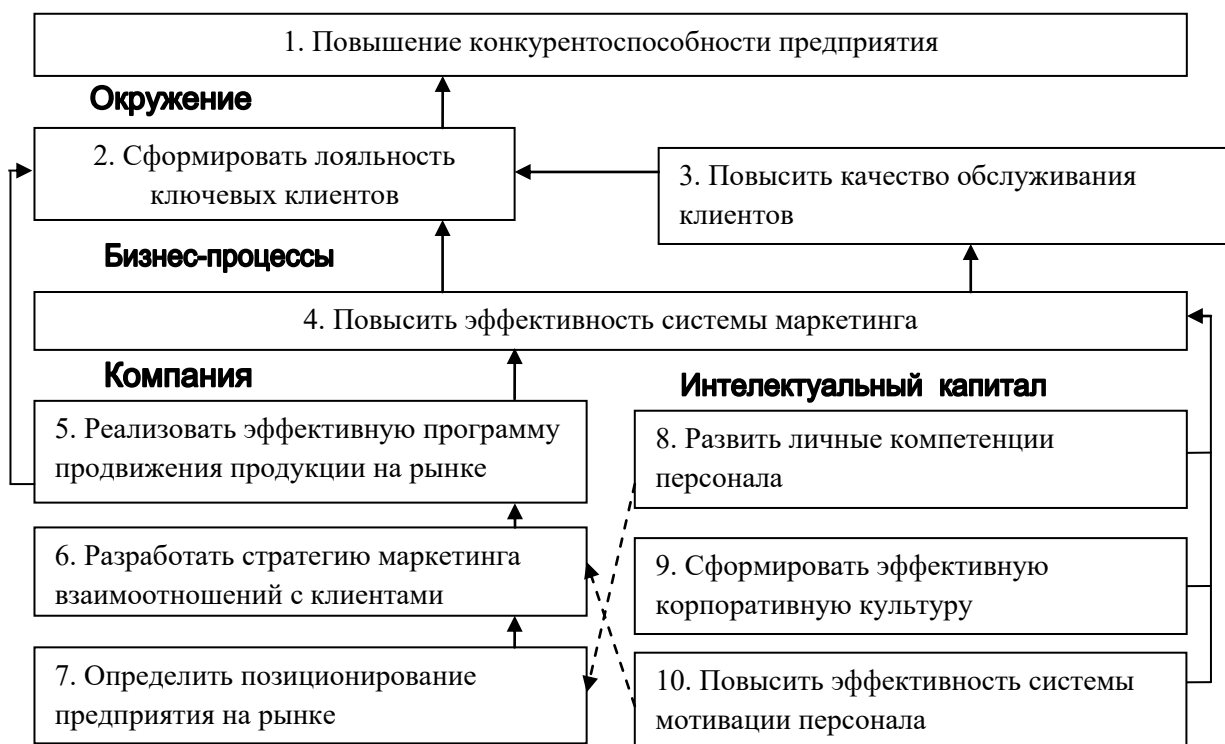 1. Повышение конкурентоспособности предприятия
Окружение
2. Сформировать лояльность
ключевых клиентов
3. Повысить качество обслуживания
клиентов
Бизнес-процессы
4. Повысить эффективность системы маркетинга
Компания
Интелектуальный капитал
5. Реализовать эффективную программу
продвижения продукции на рынке
8. Развить личные компетенции
персонала
6. Разработать стратегию маркетинга
взаимоотношений с клиентами
9. Сформировать эффективную
корпоративную культуру
7. Определить позиционирование
предприятия на рынке
10. Повысить эффективность системы
мотивации персонала